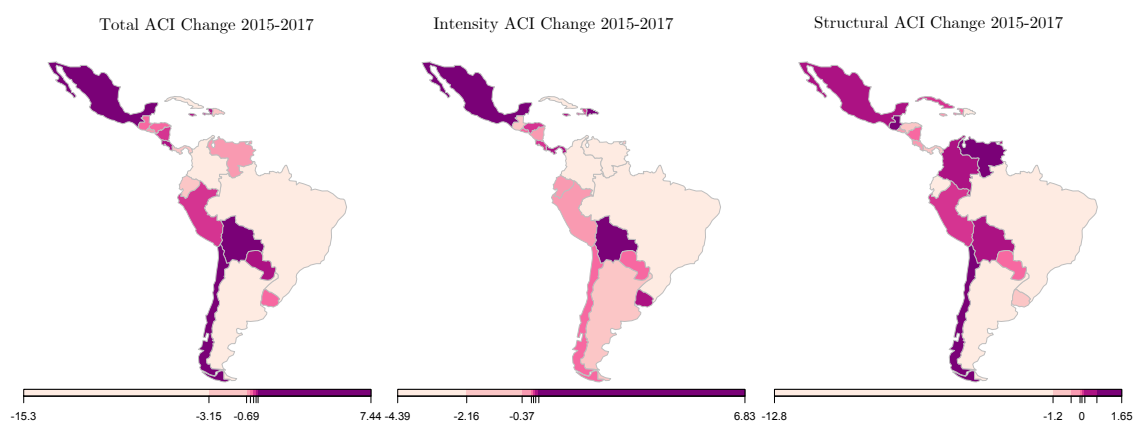 Total ACI Change 2015-2017
Intensity ACI Change 2015-2017
Structural ACI Change 2015-2017
-15.3 -3.15 -0.69 7.44
-4.39 -2.16 -0.37 6.83
-12.8 -1.2 0 1.65